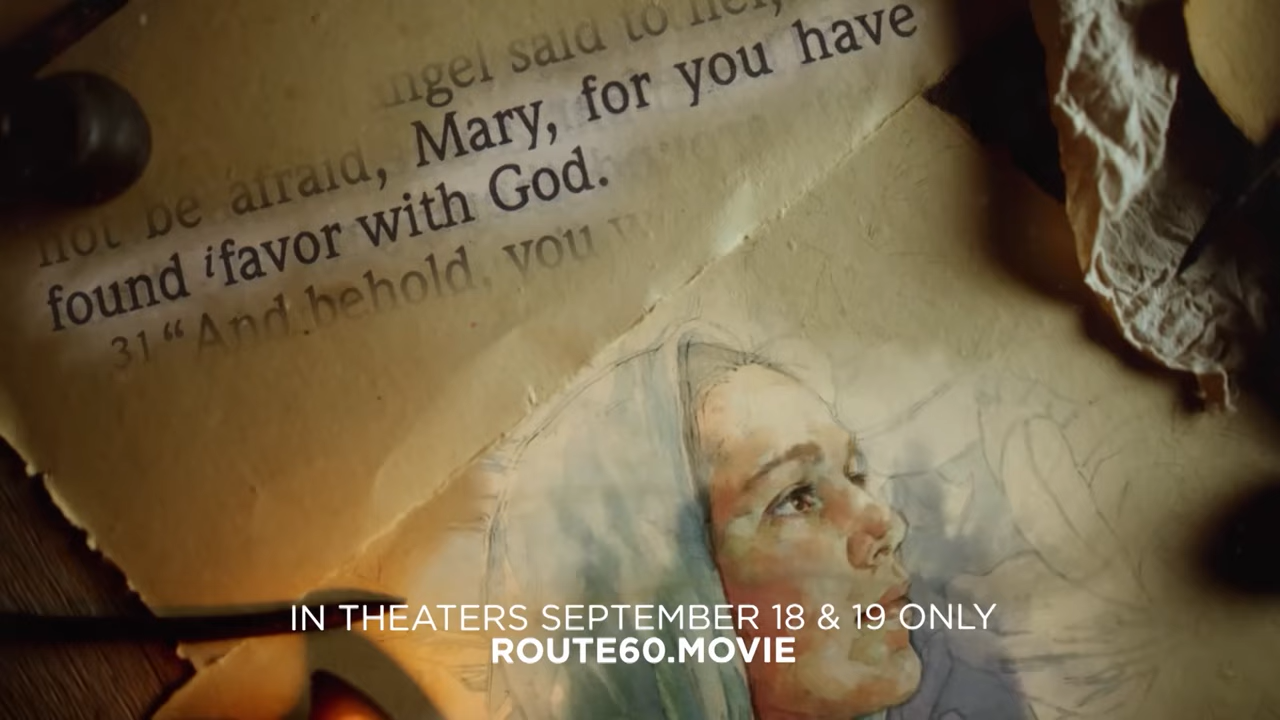 said to her,
not be afraid, Mary, for you have
found ⁱfavor with God.
31 “And behold, you
IN THEATERS SEPTEMBER 18 & 19 ONLY
ROUTE60.MOVIE